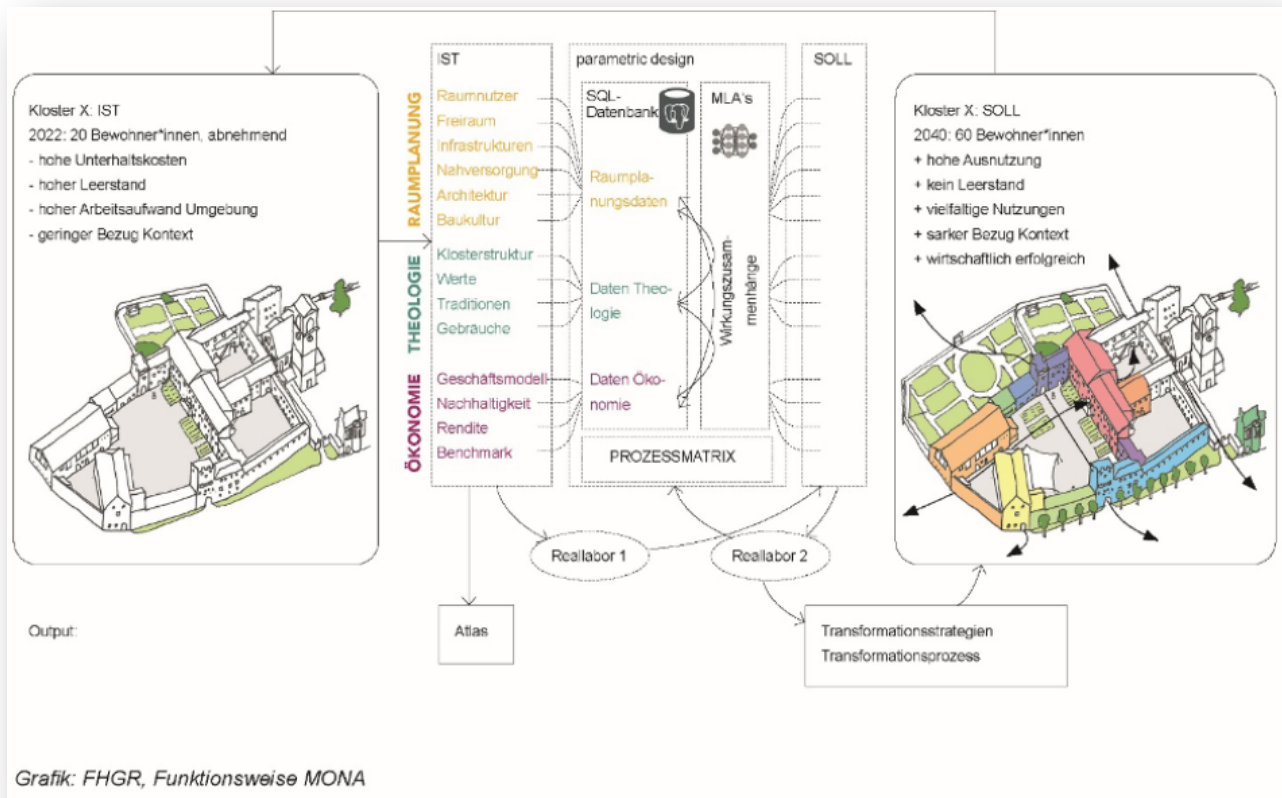 Kloster X: IST
2022: 20 Bewohner*innen, abnehmend
- hohe Unterhaltskosten
- hoher Leerstand
- hoher Arbeitsaufwand Umgebung
- geringer Bezug Kontext
RAUMPLANUNG
THEOLOGIE
ÖKONOMIE
IST
Raumnutzer
Freiraum
Infrastrukturen
Nahversorgung
Architektur
Baukultur
Klosterstruktur
Werte
Traditionen
Gebräuche
Geschäftsmodell
Nachhaltigkeit
Rendite
Benchmark
parametric design
SQL-
Datenbank
Raumpla-
nungsdaten
Daten Theo-
logie
Daten Öko-
nomie
MLA's
Wirkungszusam-
menhänge
PROZESSMATRIX
SOLL
Kloster X: SOLL
2040: 60 Bewohner*innen
+ hohe Ausnutzung
+ kein Leerstand
+ vielfältige Nutzungen
+ sarker Bezug Kontext
+ wirtschaftlich erfolgreich
Reallabor 1
Reallabor 2
Output:
Atlas
Transformationsstrategien
Transformationsprozess
Grafik: FHGR, Funktionsweise MONA